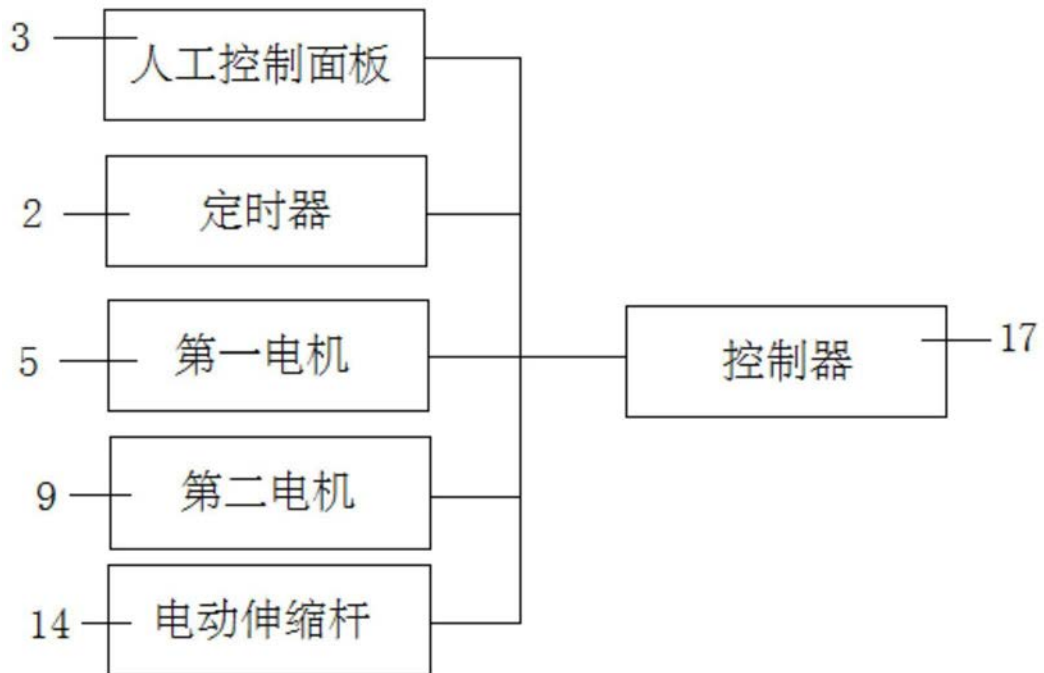 3 人工控制面板
2 定时器
5 第一电机
控制器 17
9 第二电机
14 电动伸缩杆